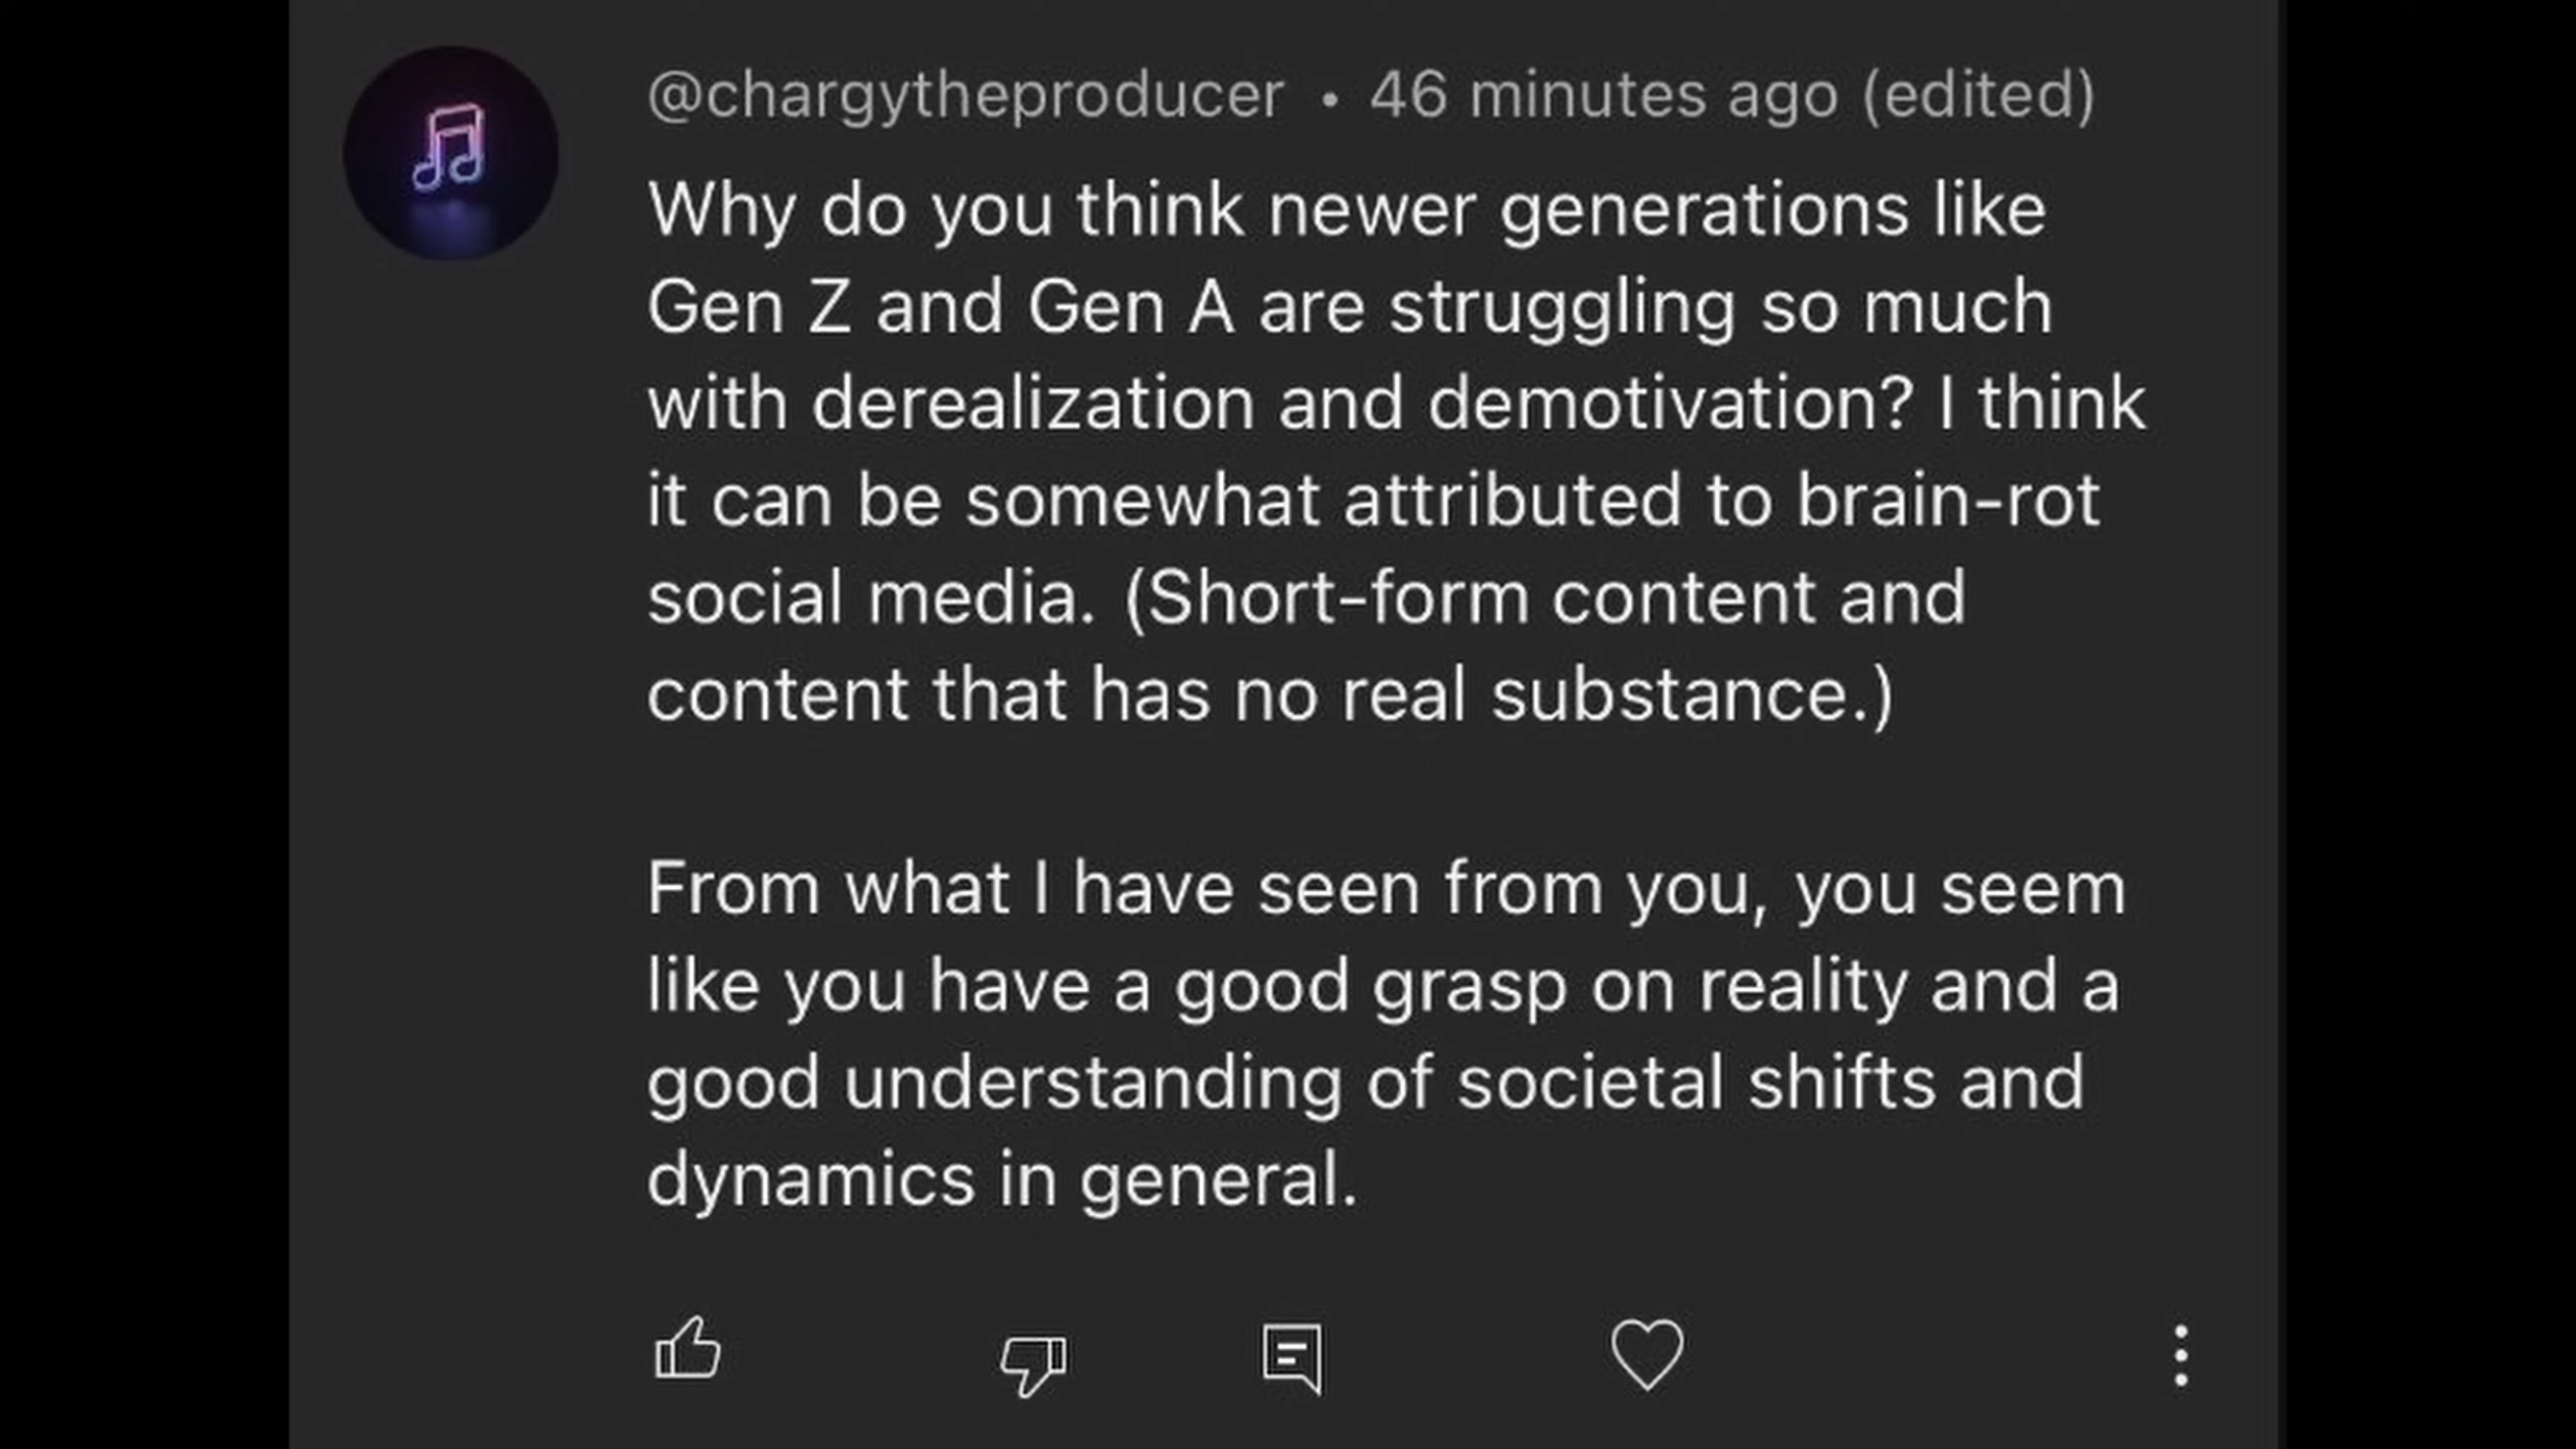 @chargytheproducer • 46 minutes ago (edited)
Why do you think newer generations like
Gen Z and Gen A are struggling so much
with derealization and demotivation? I think
it can be somewhat attributed to brain-rot
social media. (Short-form content and
content that has no real substance.)
From what I have seen from you, you seem
like you have a good grasp on reality and a
good understanding of societal shifts and
dynamics in general.